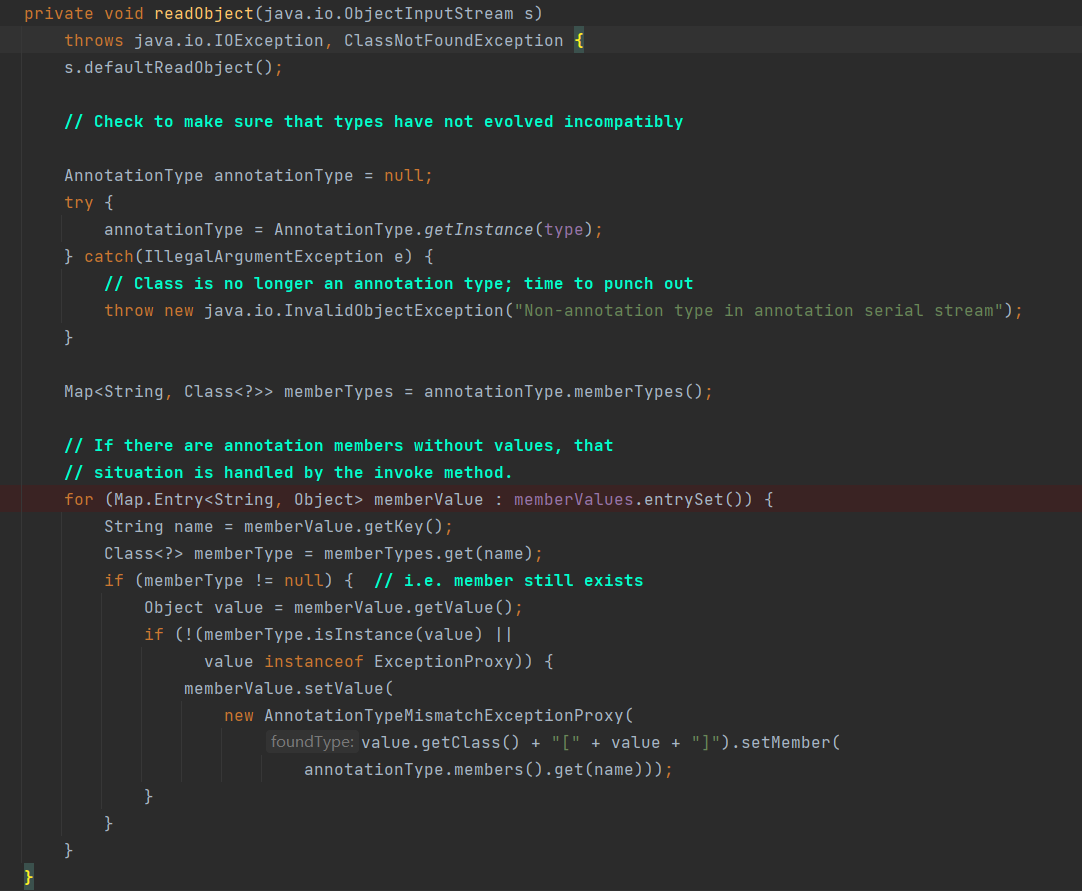 private void readObject(java.io.ObjectInputStream s)
    throws java.io.IOException, ClassNotFoundException {
    s.defaultReadObject();

    // Check to make sure that types have not evolved incompatibly

    AnnotationType annotationType = null;
    try {
        annotationType = AnnotationType.getInstance(type);
    } catch(IllegalArgumentException e) {
        // Class is no longer an annotation type; time to punch out
        throw new java.io.InvalidObjectException("Non-annotation type in annotation serial stream");
    }

    Map<String, Class<?>> memberTypes = annotationType.memberTypes();

    // If there are annotation members without values, that
    // situation is handled by the invoke method.
    for (Map.Entry<String, Object> memberValue : memberValues.entrySet()) {
        String name = memberValue.getKey();
        Class<?> memberType = memberTypes.get(name);
        if (memberType != null) {  // i.e. member still exists
            Object value = memberValue.getValue();
            if (!(memberType.isInstance(value) ||
                  value instanceof ExceptionProxy)) {
                memberValue.setValue(
                    new AnnotationTypeMismatchExceptionProxy(
                        foundType: value.getClass() + "[" + value + "]").setMember(
                            annotationType.members().get(name)));
            }
        }
    }
}